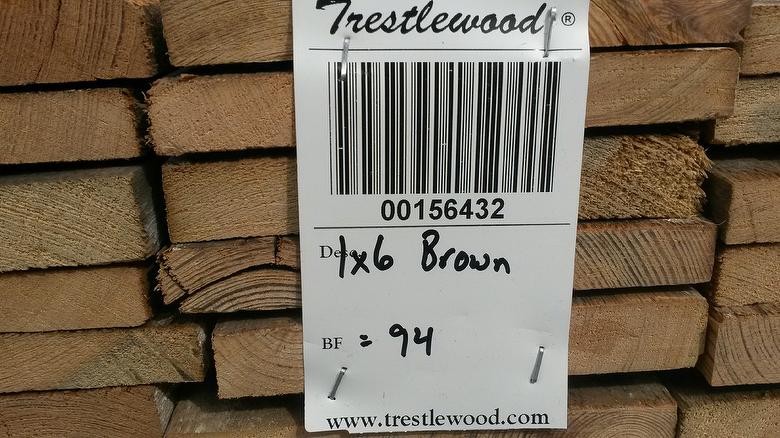 Trestlewood®
00156432
Desc 1x6 Brown
BF = 94
www.trestlewood.com